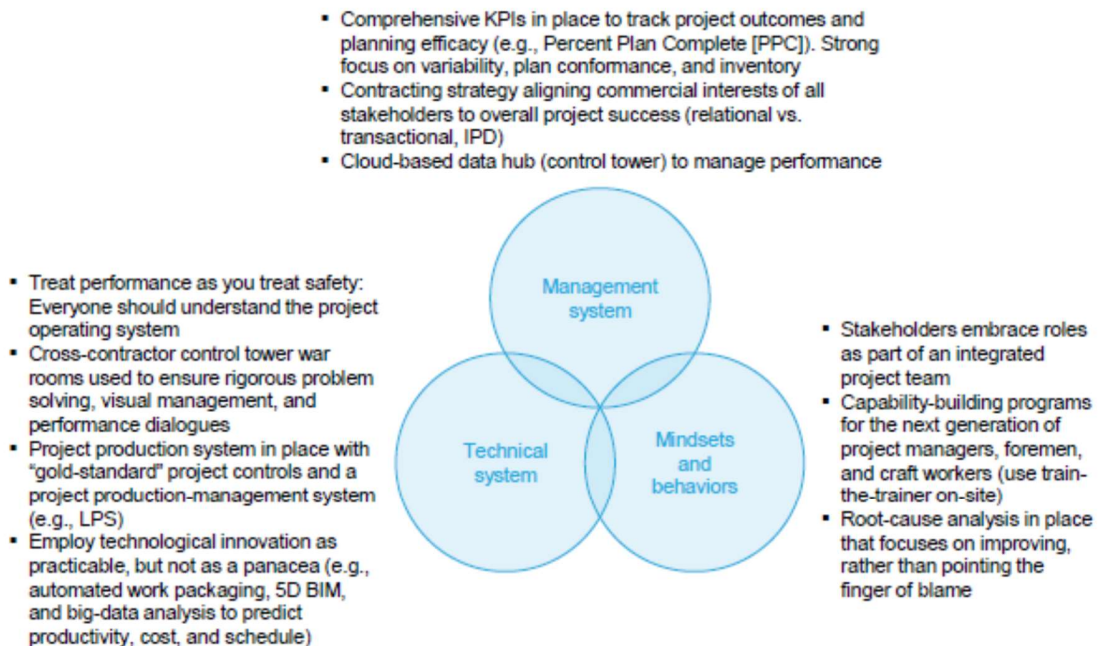 ▪ Comprehensive KPIs in place to track project outcomes and
planning efficacy (e.g., Percent Plan Complete [PPC]). Strong
focus on variability, plan conformance, and inventory
▪ Contracting strategy aligning commercial interests of all
stakeholders to overall project success (relational vs.
transactional, IPD)
▪ Cloud-based data hub (control tower) to manage performance
Management
system
▪ Treat performance as you treat safety:
Everyone should understand the project
operating system
▪ Cross-contractor control tower war
rooms used to ensure rigorous problem
solving, visual management, and
performance dialogues
▪ Project production system in place with
“gold-standard” project controls and a
project production-management system
(e.g., LPS)
▪ Employ technological innovation as
practicable, but not as a panacea (e.g.,
automated work packaging, 5D BIM,
and big-data analysis to predict
productivity, cost, and schedule)
Technical
system
Mindsets
and
behaviors
▪ Stakeholders embrace roles
as part of an integrated
project team
▪ Capability-building programs
for the next generation of
project managers, foremen,
and craft workers (use train-
the-trainer on-site)
▪ Root-cause analysis in place
that focuses on improving,
rather than pointing the
finger of blame